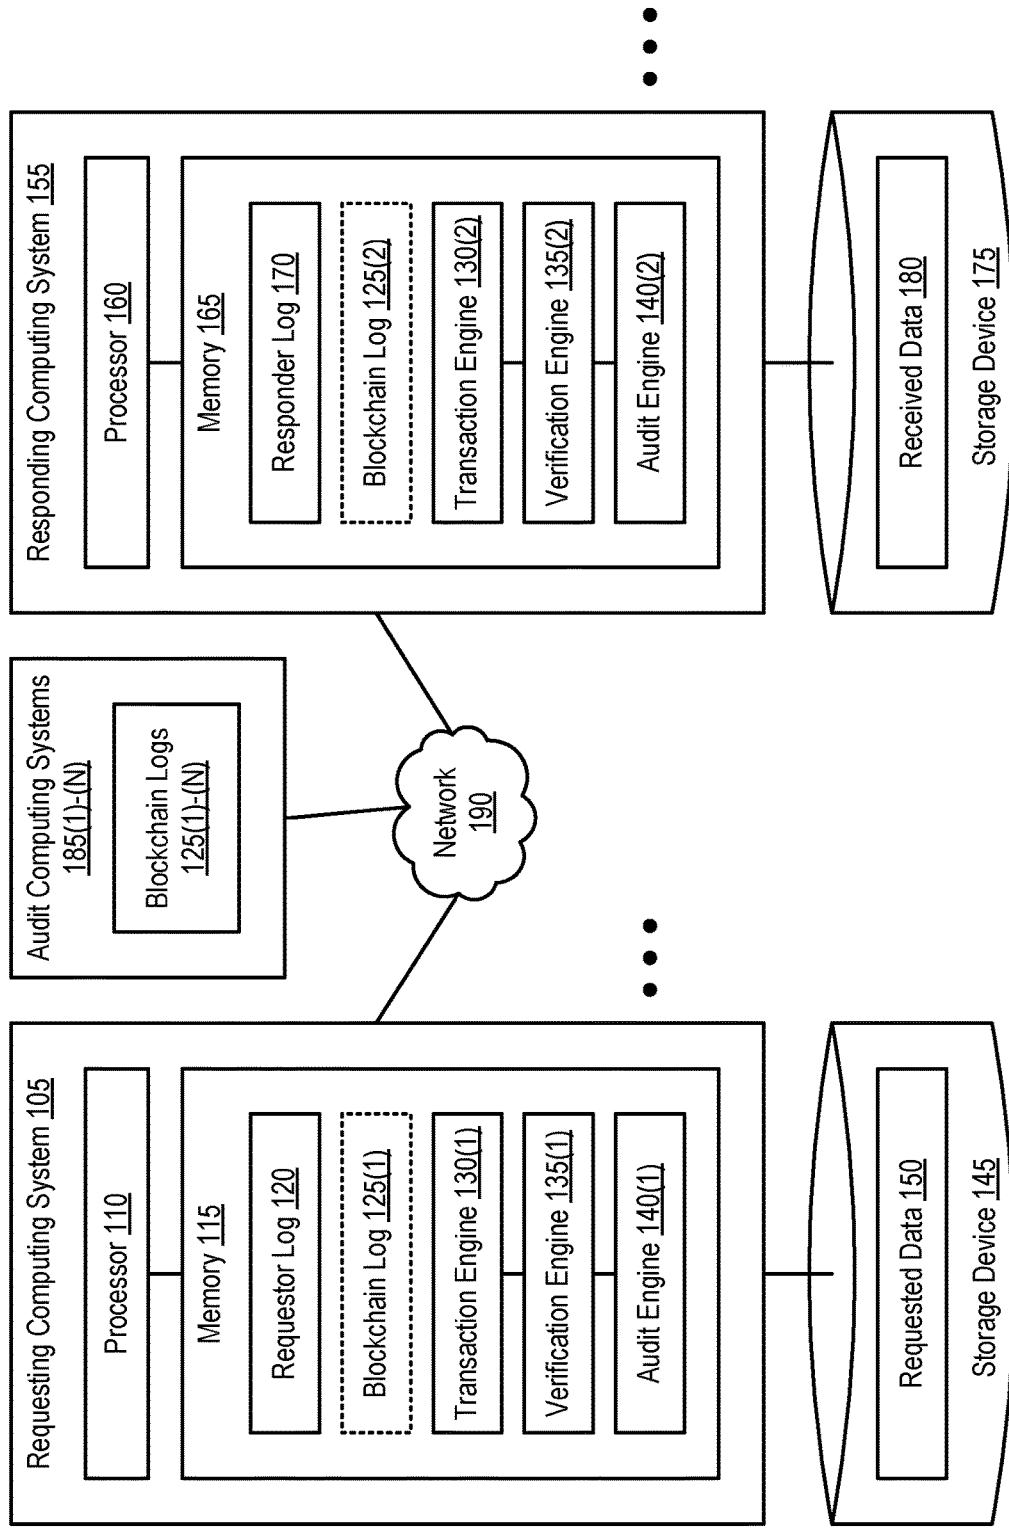 Requesting Computing System 105
Processor 110
Memory 115
Requestor Log 120
Blockchain Log 125(1)
Transaction Engine 130(1)
Verification Engine 135(1)
Audit Engine 140(1)
Requested Data 150
Storage Device 145
Audit Computing Systems
185(1)-(N)
Blockchain Logs
125(1)-(N)
Network
190
Responding Computing System 155
Processor 160
Memory 165
Responder Log 170
Blockchain Log 125(2)
Transaction Engine 130(2)
Verification Engine 135(2)
Audit Engine 140(2)
Received Data 180
Storage Device 175